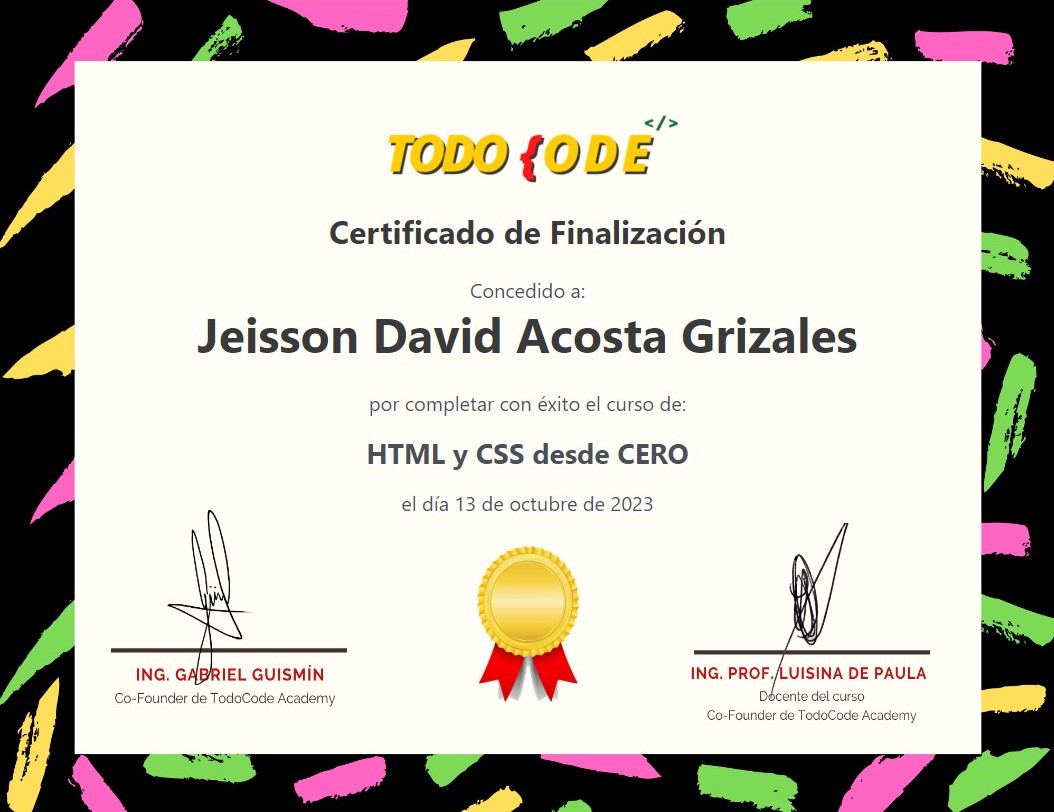 </>
TODO {ODE
Certificado de Finalización
Concedido a:
Jeisson David Acosta Grizales
por completar con éxito el curso de:
HTML y CSS desde CERO
el día 13 de octubre de 2023
ING. GABRIEL GUISMÍN
Co-Founder de TodoCode Academy
ING. PROF. LUISINA DE PAULA
Docente del curso
Co-Founder de TodoCode Academy